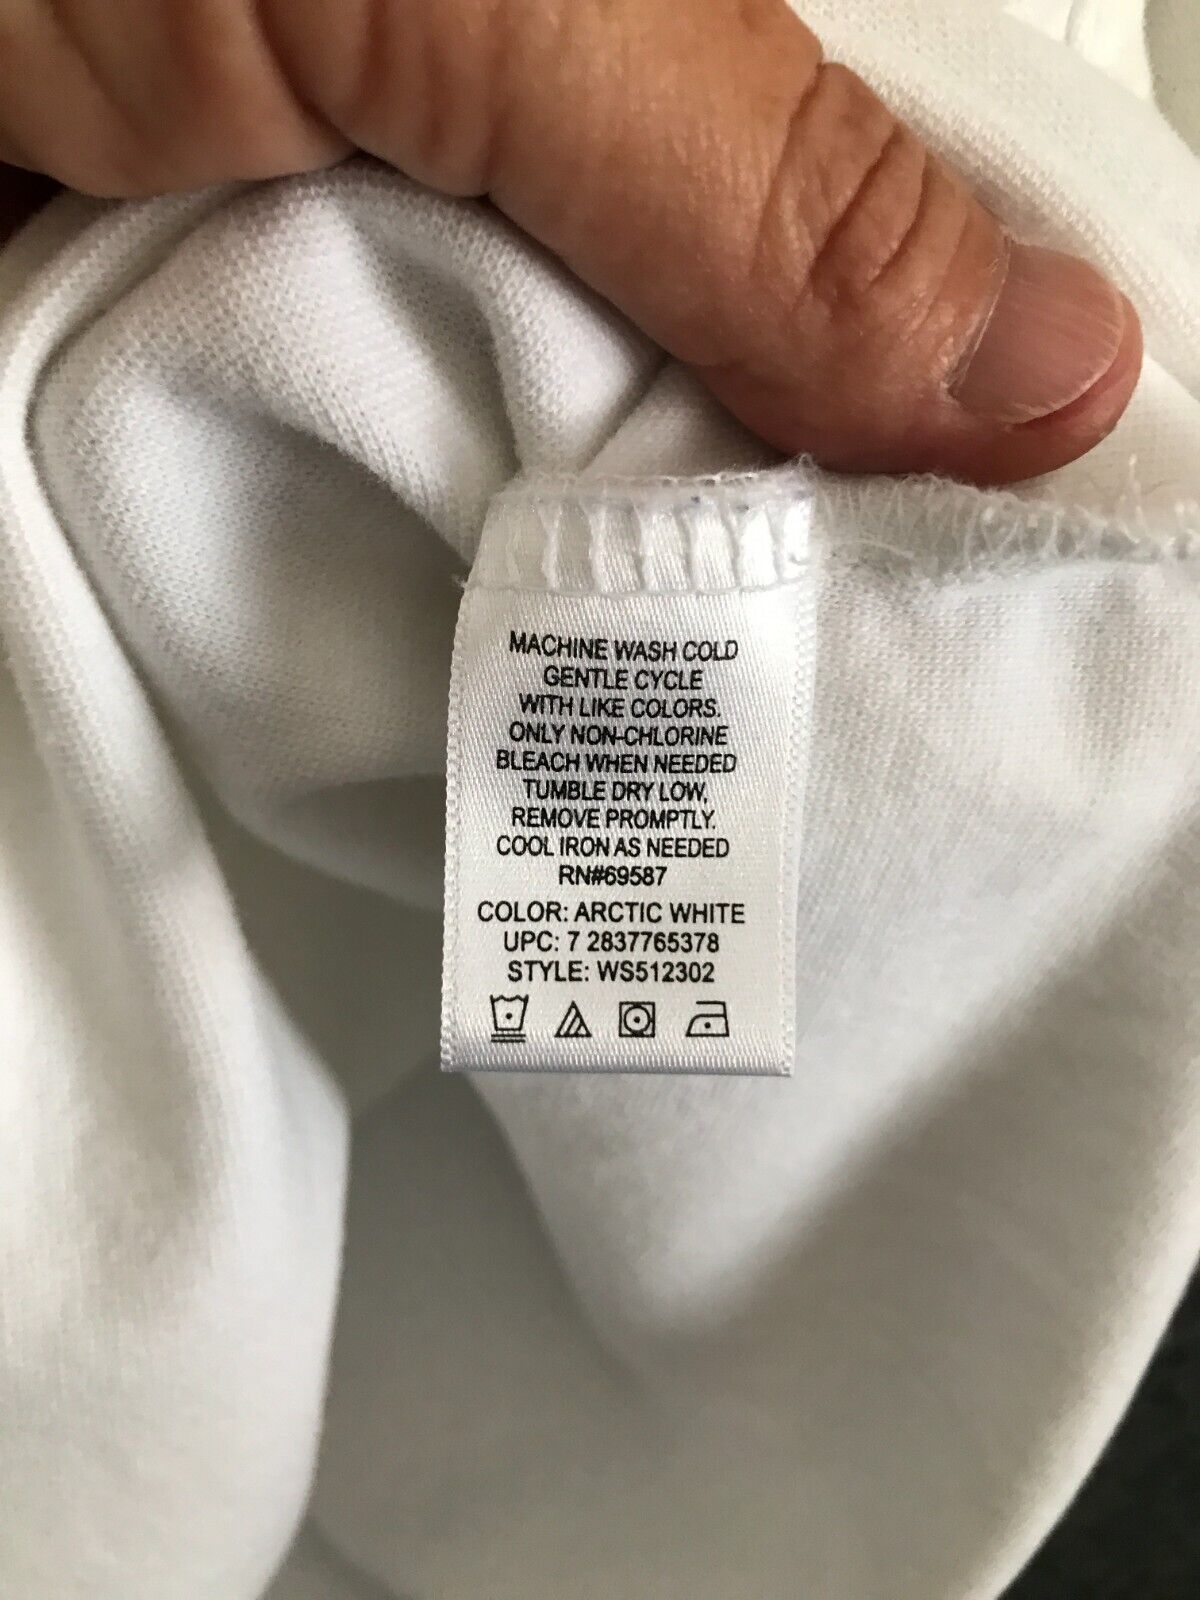 MACHINE WASH COLD
GENTLE CYCLE
WITH LIKE COLORS.
ONLY NON-CHLORINE
BLEACH WHEN NEEDED
TUMBLE DRY LOW,
REMOVE PROMPTLY.
COOL IRON AS NEEDED
RN#69587
COLOR: ARCTIC WHITE
UPC: 7 2837765378
STYLE: WS512302